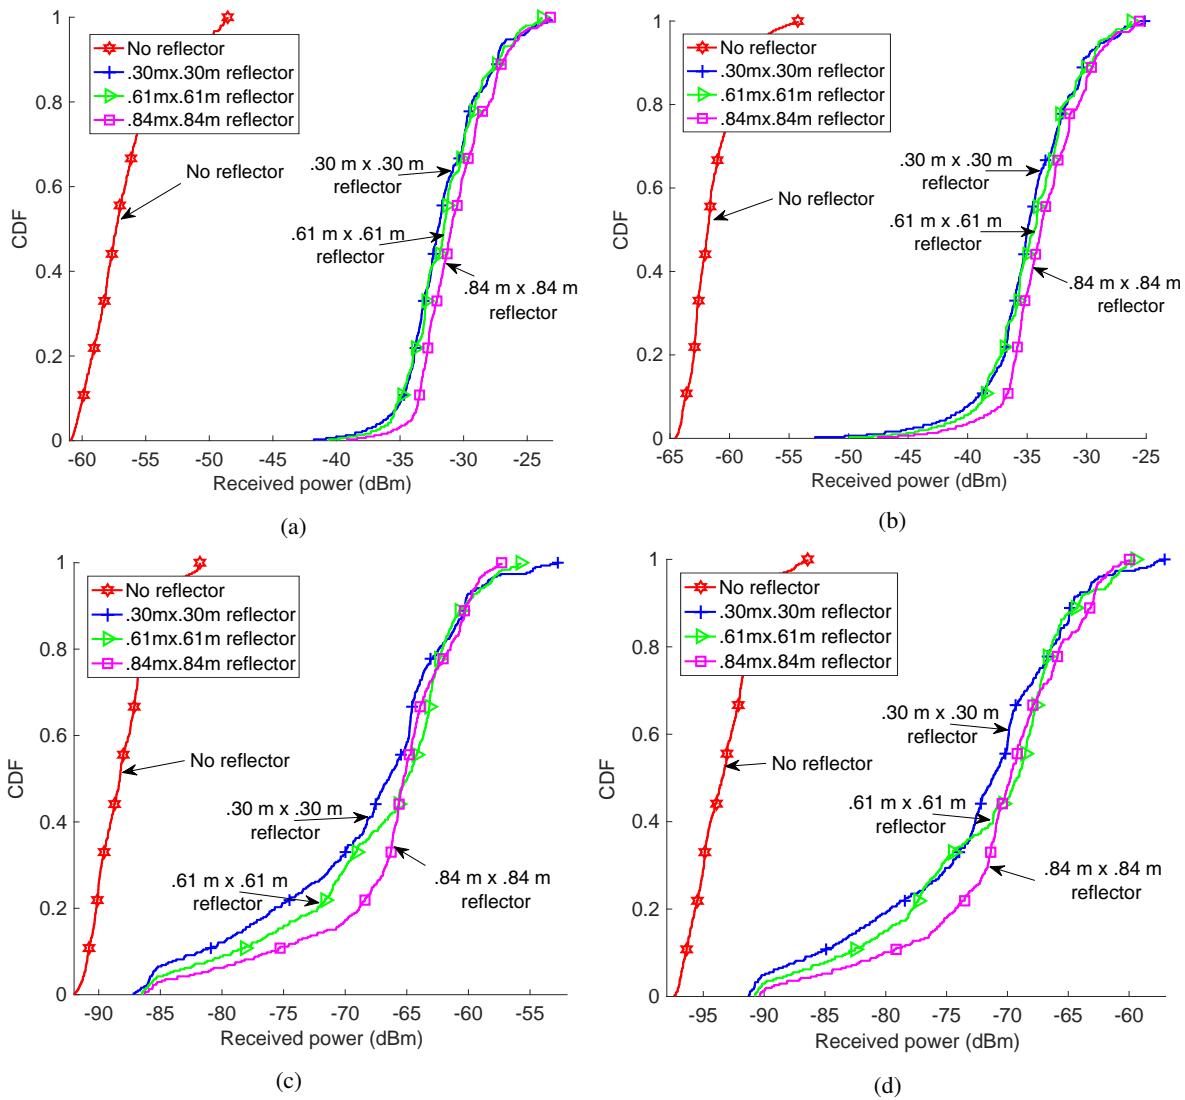 1
0.8
0.6
0.4
0.2
0
CDF
No reflector
.30mx.30m reflector
.61mx.61m reflector
.84mx.84m reflector
No reflector
.30 m x .30 m
reflector
.61 m x .61 m
reflector
.84 m x .84 m
reflector
-60 -55 -50 -45 -40 -35 -30 -25
Received power (dBm)
(a)
1
0.8
0.6
0.4
0.2
0
CDF
No reflector
.30mx.30m reflector
.61mx.61m reflector
.84mx.84m reflector
No reflector
.30 m x .30 m
reflector
.61 m x .61 m
reflector
.84 m x .84 m
reflector
-65 -60 -55 -50 -45 -40 -35 -30 -25
Received power (dBm)
(b)
1
0.8
0.6
0.4
0.2
0
CDF
No reflector
.30mx.30m reflector
.61mx.61m reflector
.84mx.84m reflector
No reflector
.30 m x .30 m
reflector
.61 m x .61 m
reflector
.84 m x .84 m
reflector
-90 -85 -80 -75 -70 -65 -60 -55
Received power (dBm)
(c)
1
0.8
0.6
0.4
0.2
0
CDF
No reflector
.30mx.30m reflector
.61mx.61m reflector
.84mx.84m reflector
No reflector
.30 m x .30 m
reflector
.61 m x .61 m
reflector
.84 m x .84 m
reflector
-95 -90 -85 -80 -75 -70 -65 -60
Received power (dBm)
(d)